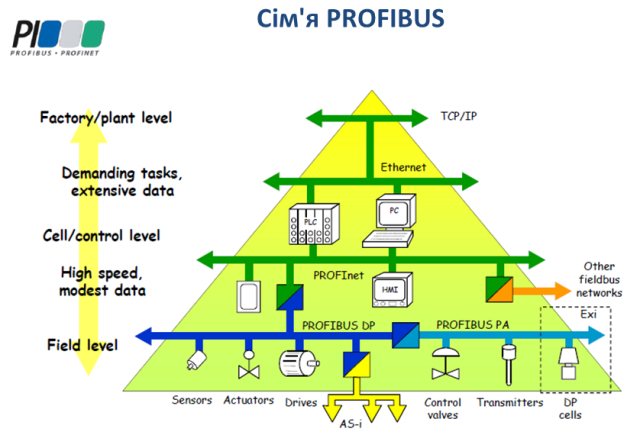 Сім'я PROFIBUS
PI
PROFIBUS • PROFINET
Factory/plant level
TCP/IP
Demanding tasks,
extensive data
Ethernet
PLC
PC
Cell/control level
High speed,
modest data
PROFInet
HMI
Other
fieldbus
networks
Exi
Field level
PROFIBUS DP
PROFIBUS PA
Sensors
Actuators
Drives
AS-i
Control
valves
Transmitters
DP
cells